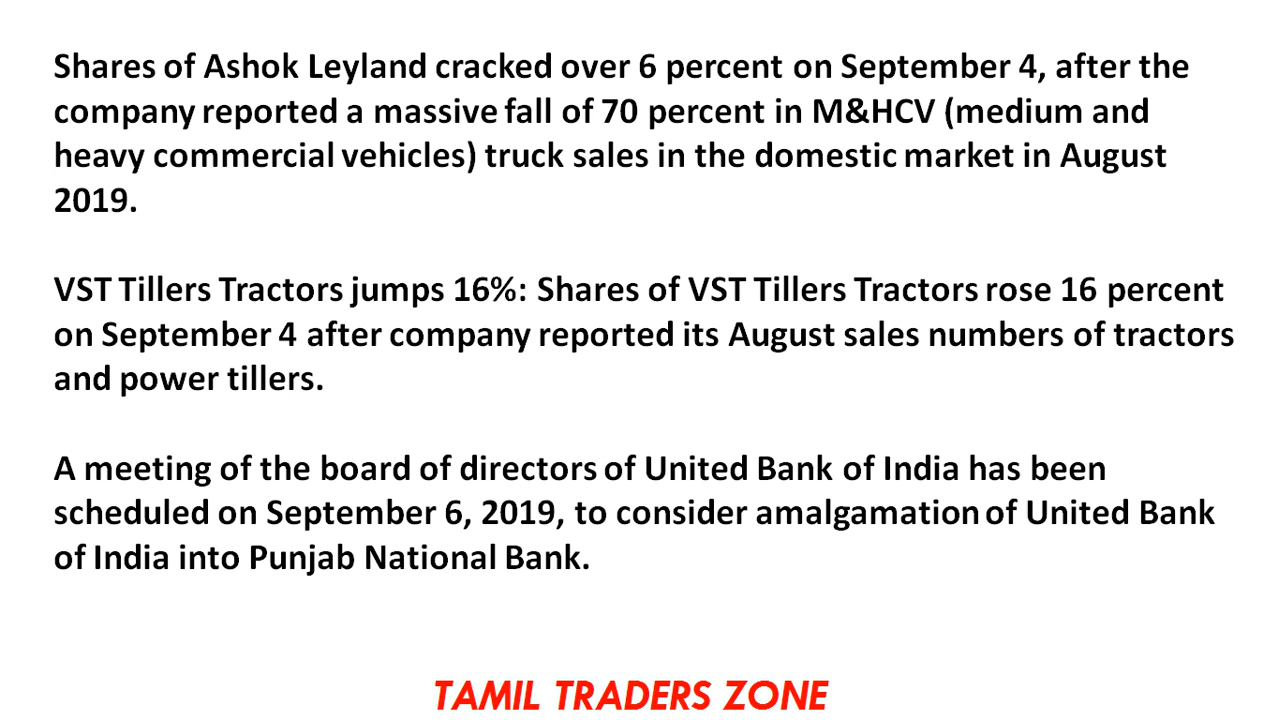 Shares of Ashok Leyland cracked over 6 percent on September 4, after the
company reported a massive fall of 70 percent in M&HCV (medium and
heavy commercial vehicles) truck sales in the domestic market in August
2019.
VST Tillers Tractors jumps 16%: Shares of VST Tillers Tractors rose 16 percent
on September 4 after company reported its August sales numbers of tractors
and power tillers.
A meeting of the board of directors of United Bank of India has been
scheduled on September 6, 2019, to consider amalgamation of United Bank
of India into Punjab National Bank.
TAMIL TRADERS ZONE